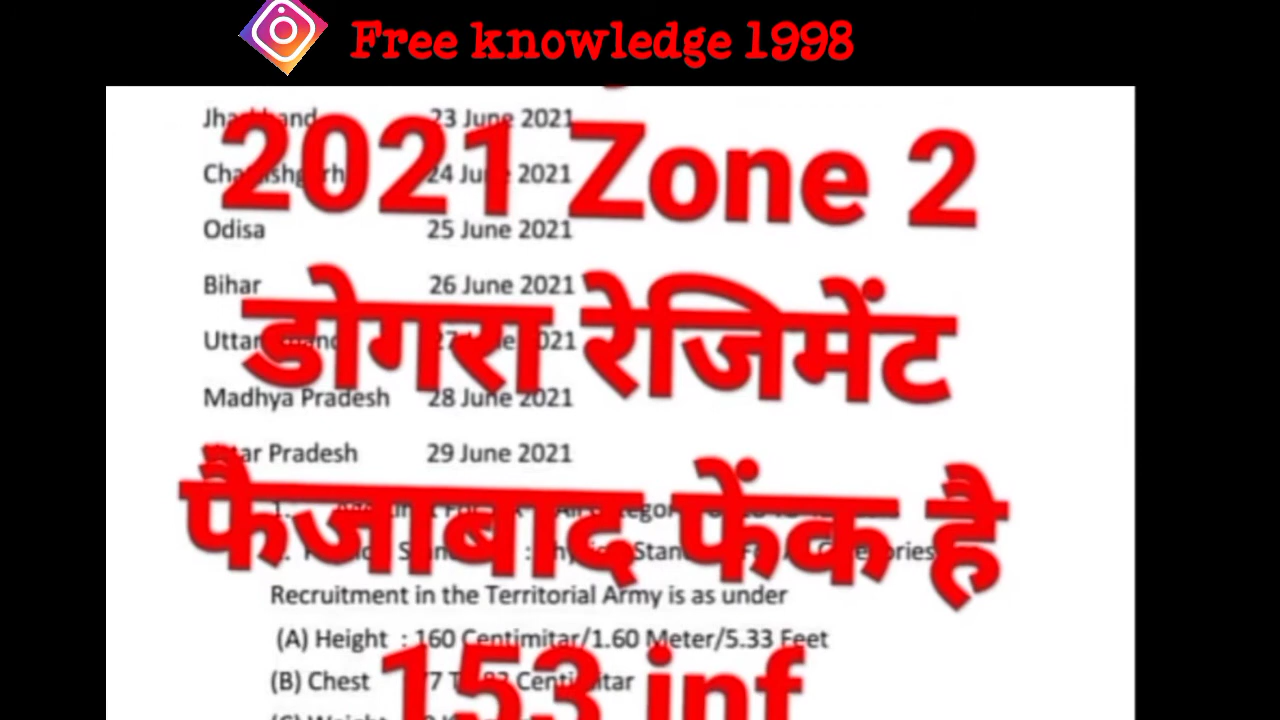 Free knowledge 1998
Jharkhand 23 June 2021
2021 Zone 2
24 June 2021
Odisa 25 June 2021
Bihar 26 June 2021
डोगरा रेजिमेंट
2021
Madhya Pradesh 28 June 2021
Pradesh 29 June 2021
फैजाबाद फेंक है
Recruitment in the Territorial Army is as under
(A) Height : 160 Centimitar/1.60 Meter/5.33 Feet
153 inf
(B) Chest